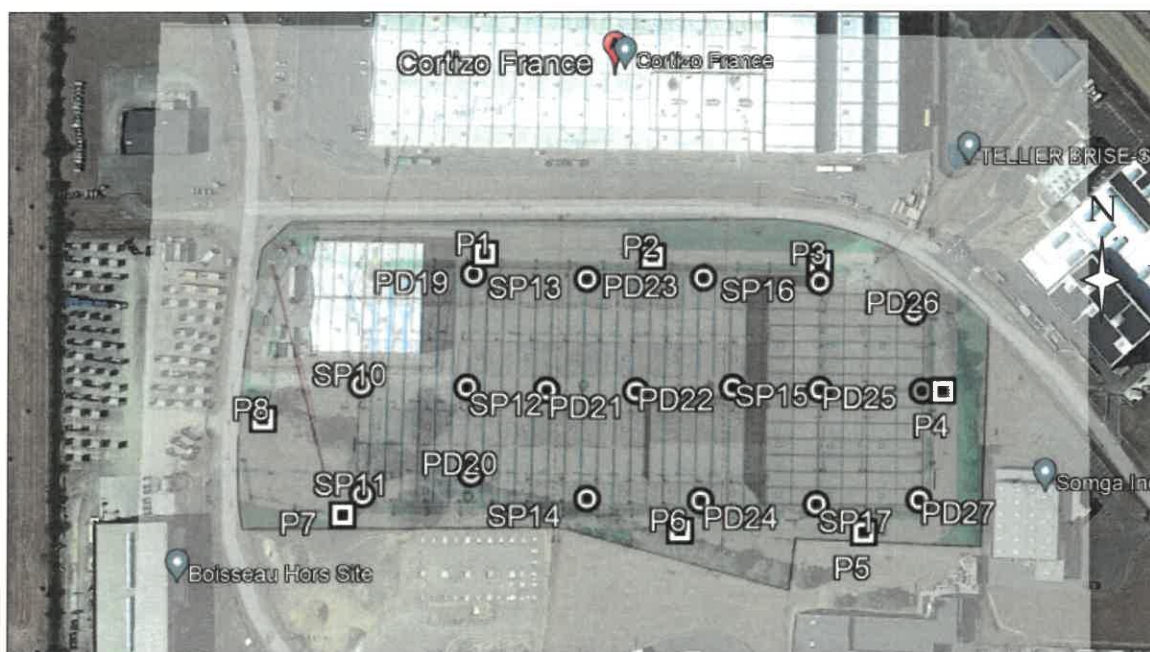 Cortizo France
Cortizo France
TELLIER BRISE-S
N
P1
P2
P3
PD19
SP13
PD23
SP16
PD26
SP10
SP12
PD21
PD22
SP15
PD25
P4
P8
PD20
SP11
SP14
PD24
SP17
PD27
P7
P6
P5
Somga Ind
Boisseau Hors Site